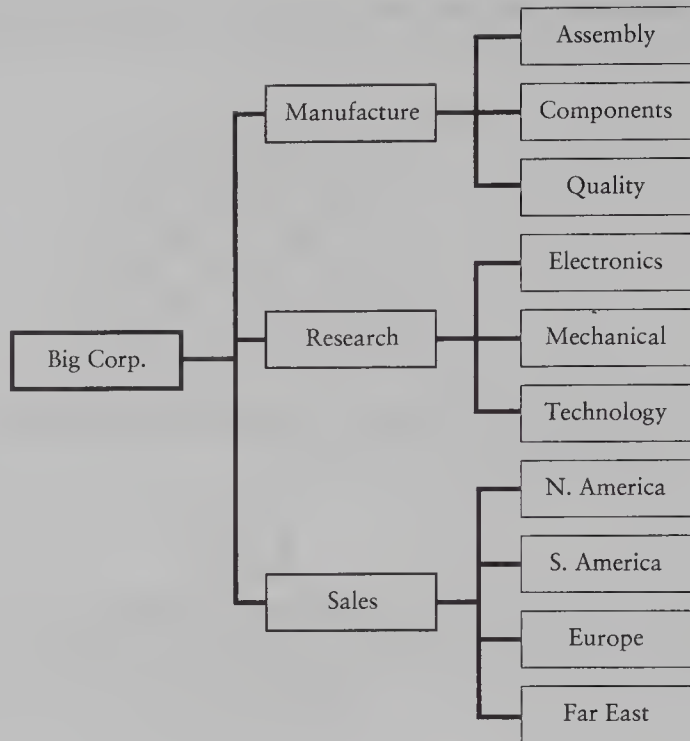 Big Corp.
Manufacture
Assembly
Components
Quality
Research
Electronics
Mechanical
Technology
Sales
N. America
S. America
Europe
Far East